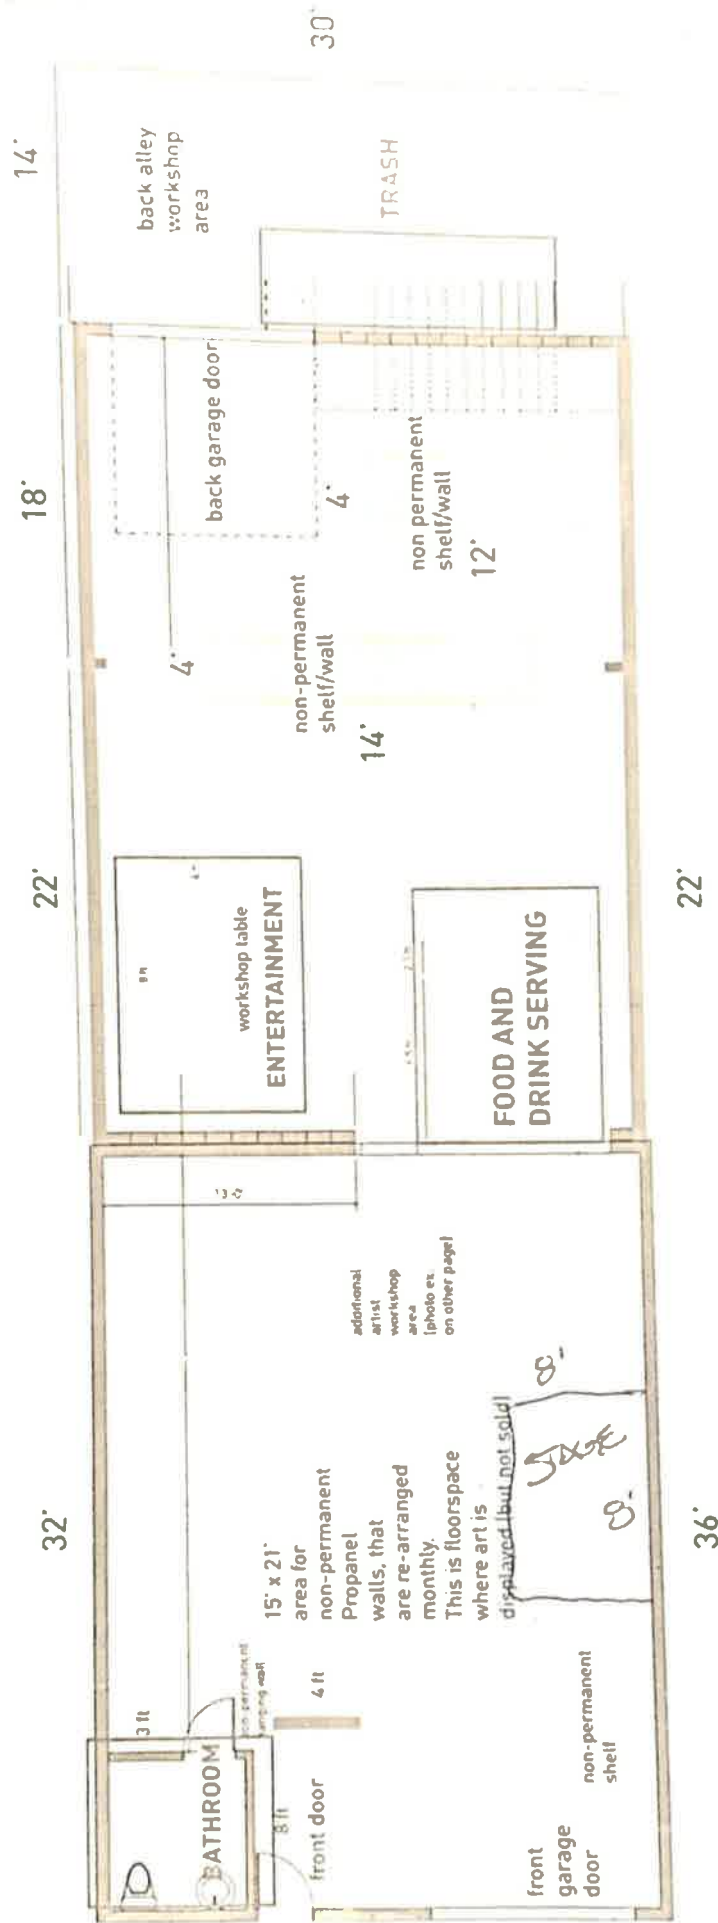 32'
22'
18'
14'
30'
BATHROOM
3 ft
8 ft
front door
4 ft
front
garage
door
non-permanent
shelf
15' x 21'
area for
non-permanent
Propanel
walls, that
are re-arranged
monthly.
This is floorspace
where art is
displayed (but not sold)
STAGE
8'
8'
additional
artist
workshop
area
(photo ex.
on other page)
workshop table
ENTERTAINMENT
FOOD AND
DRINK SERVING
non-permanent
shelf/wall
14'
4'
4'
back garage door
non permanent
shelf/wall
12'
back alley
workshop
area
TRASH
36'
22'